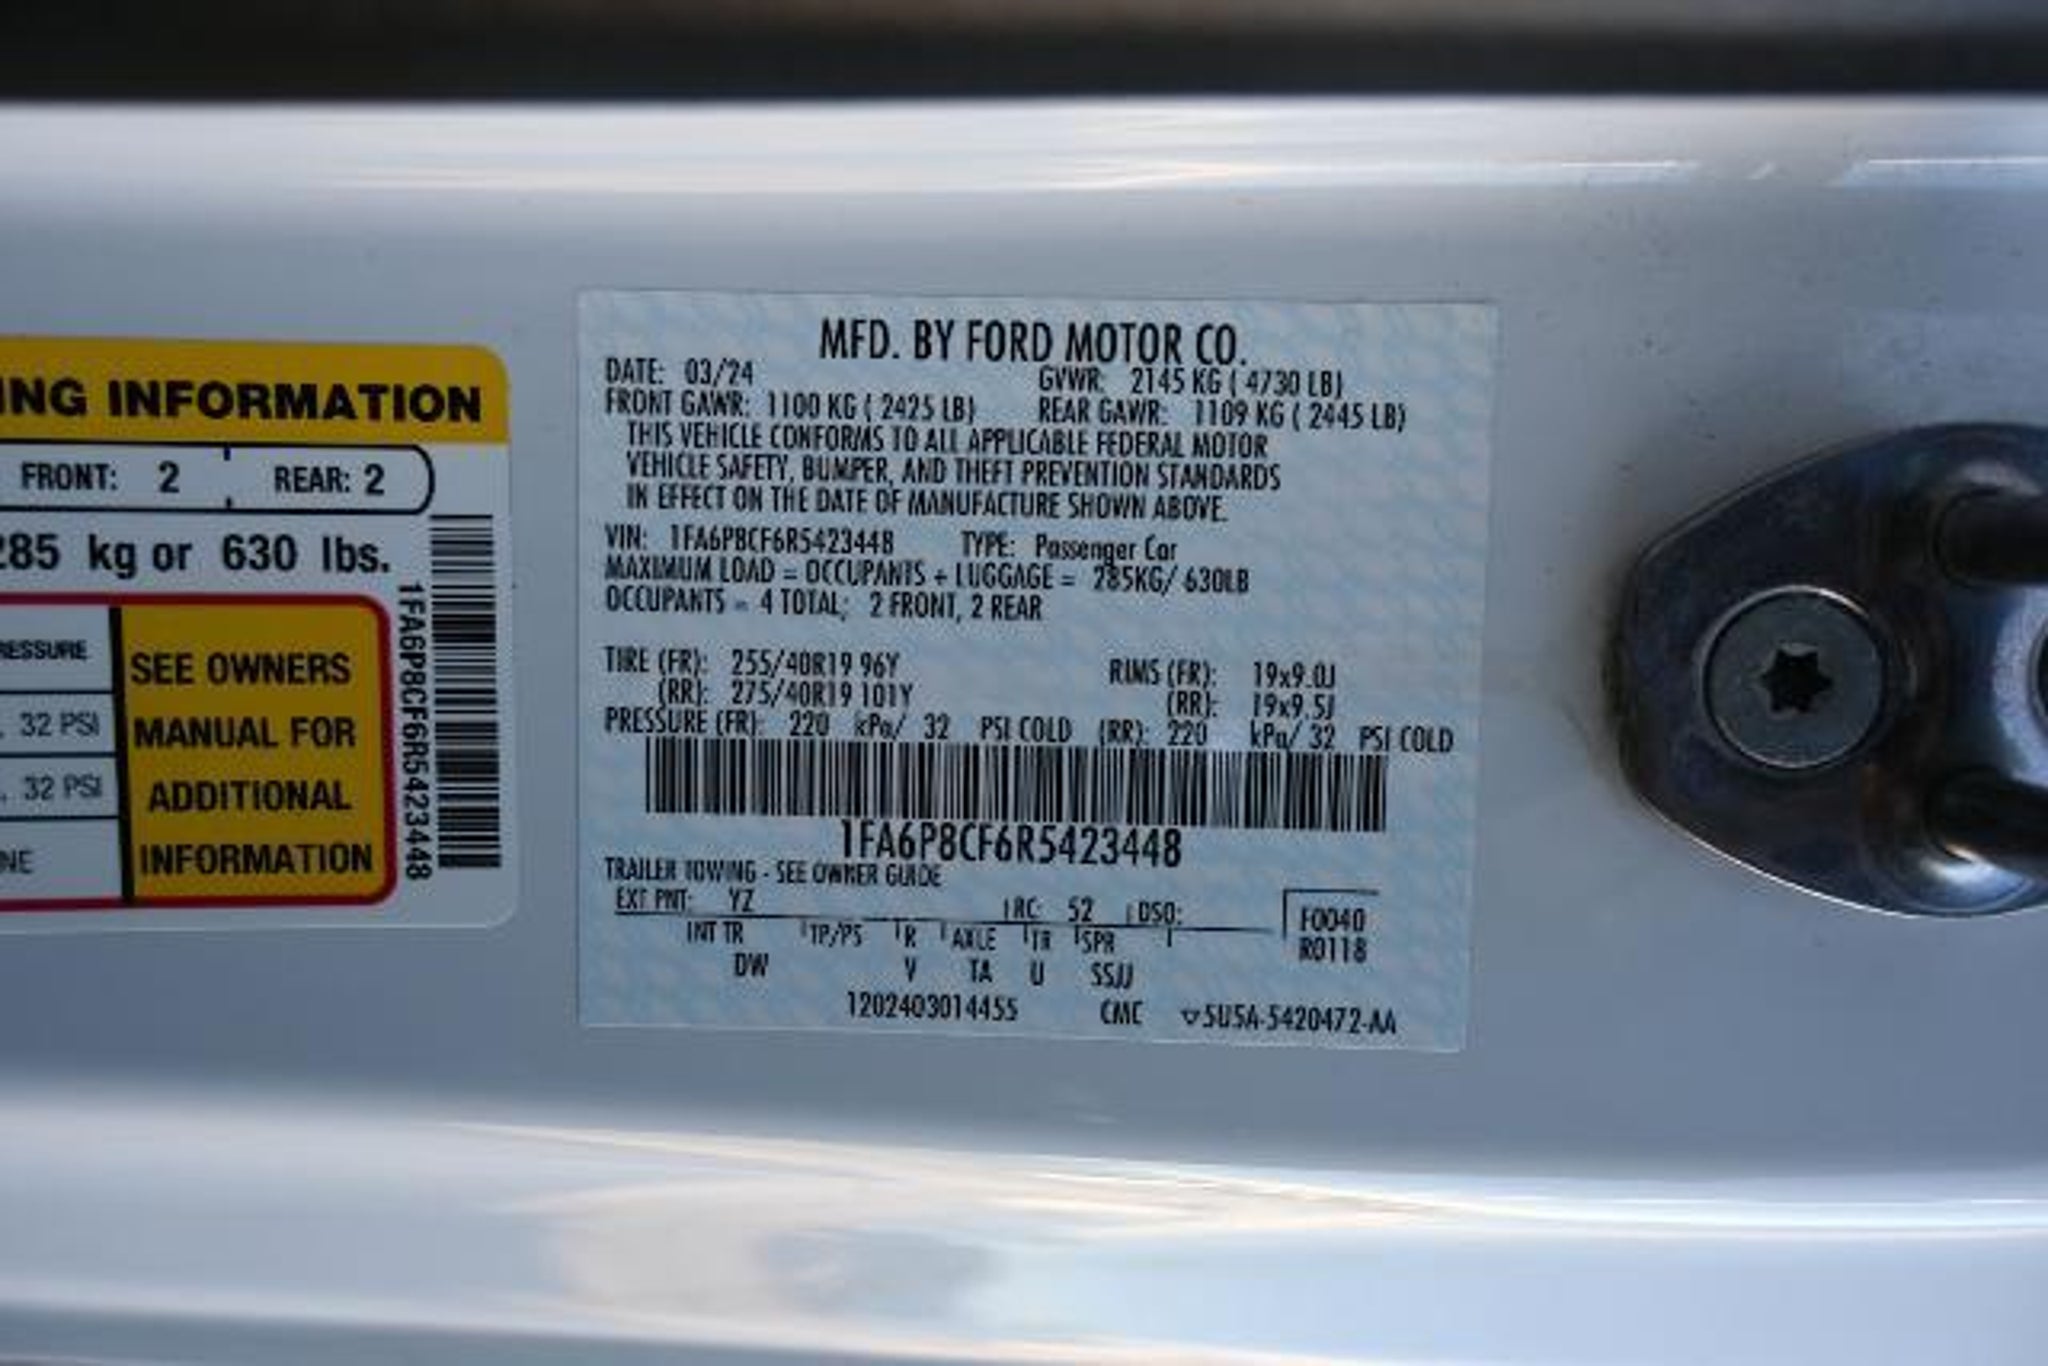 ING INFORMATION
FRONT: 2 REAR: 2
285 kg or 630 lbs.
RESSURE
32 PSI
32 PSI
SEE OWNERS
MANUAL FOR
ADDITIONAL
INFORMATION
1FA6P8CF6R5423448
MFD. BY FORD MOTOR CO.
DATE: 03/24 GVWR: 2145 KG ( 4730 LB)
FRONT GAWR: 1100 KG ( 2425 LB) REAR GAWR: 1109 KG ( 2445 LB)
THIS VEHICLE CONFORMS TO ALL APPLICABLE FEDERAL MOTOR
VEHICLE SAFETY, BUMPER, AND THEFT PREVENTION STANDARDS
IN EFFECT ON THE DATE OF MANUFACTURE SHOWN ABOVE.
VIN: 1FA6P8CF6R5423448 TYPE: Passenger Car
MAXIMUM LOAD = OCCUPANTS + LUGGAGE = 285KG/ 630LB
OCCUPANTS = 4 TOTAL; 2 FRONT, 2 REAR
TIRE (FR): 255/40R19 96Y RIMS (FR): 19x9.0J
(RR): 275/40R19 101Y (RR): 19x9.5J
PRESSURE (FR): 220 kPa/ 32 PSI COLD (RR): 220 kPa/ 32 PSI COLD
1FA6P8CF6R5423448
TRAILER TOWING - SEE OWNER GUIDE
EXT PNT: YZ RC: 52 DSO: F0040
INT TR TP/PS R AXLE TR SPR R0118
DW V TA U SSJJ
1202403014455 CMC ▽5U5A-5420472-AA